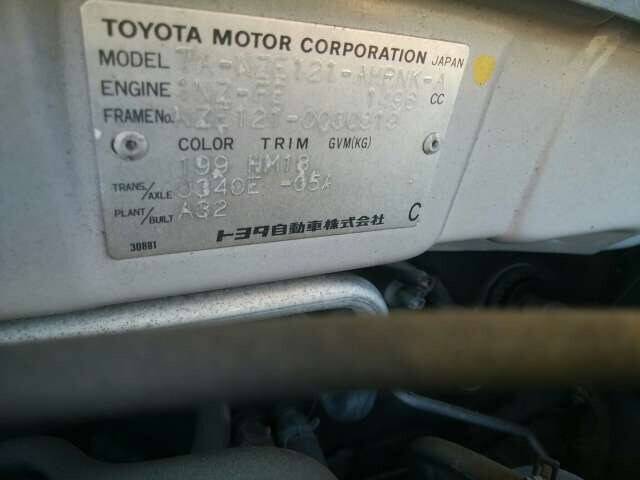 TOYOTA MOTOR CORPORATION JAPAN
MODEL TA-NZE121-AHPNK-A
ENGINE 1NZ-FE 1496 CC
FRAME No. NZE121-
COLOR TRIM GVM(KG)
199 HM18
TRANS/AXLE U340E -05A
PLANT/BUILT A32
トヨタ自動車株式会社 C
30881